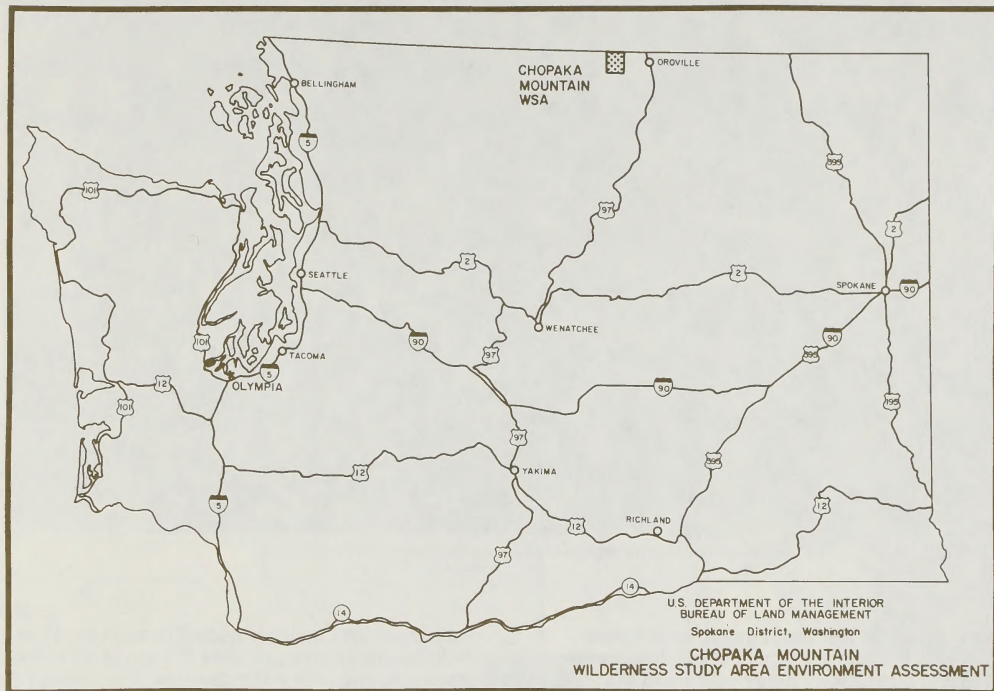 CHOPAKA
MOUNTAIN
WSA
OROVILLE
BELLINGHAM
5
395
101
97
2
2
2
SEATTLE
SPOKANE
90
WENATCHEE
90
101
TACOMA
90
97
395
5
OLYMPIA
12
90
101
195
97
395
12
YAKIMA
12
5
RICHLAND
12
97
14
14
U.S. DEPARTMENT OF THE INTERIOR
BUREAU OF LAND MANAGEMENT
Spokane District, Washington
CHOPAKA MOUNTAIN
WILDERNESS STUDY AREA ENVIRONMENT ASSESSMENT